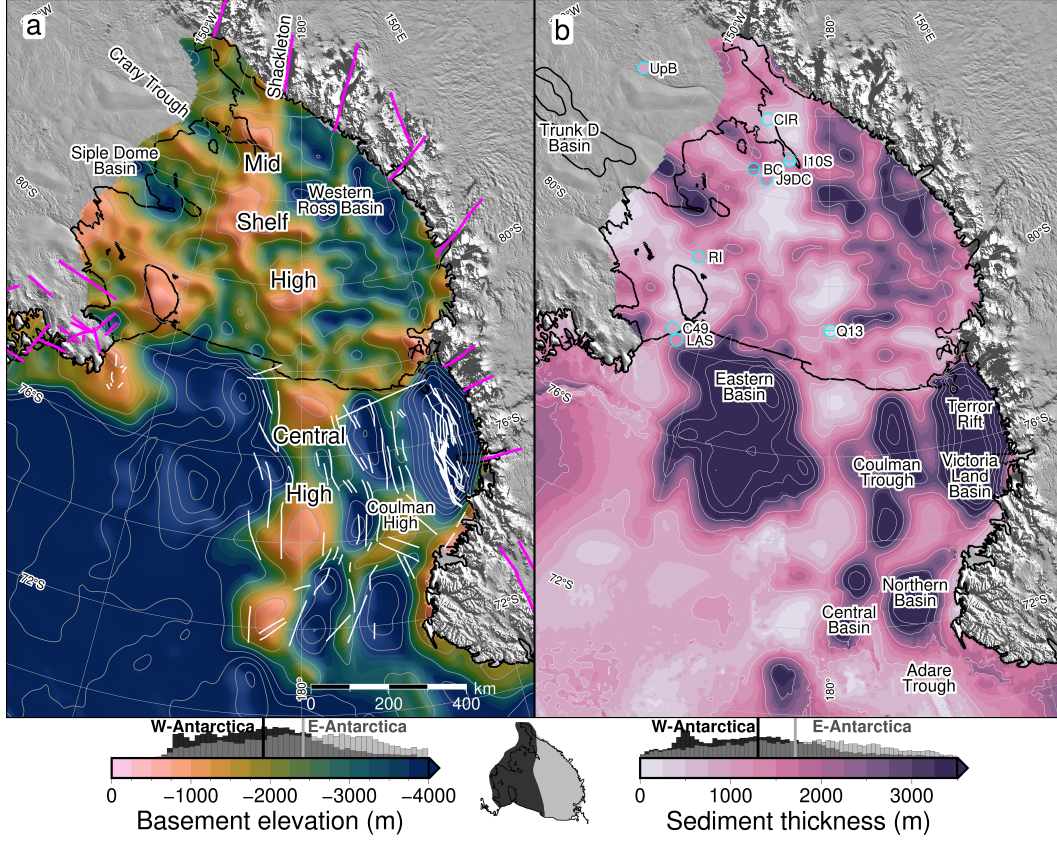 a
150°W
180°
150°E
Shackleton
Crary Trough
Siple Dome
Basin
Mid
Western
Ross Basin
80°S
80°S
Shelf
High
76°S
76°S
Central
High
Coulman
High
72°S
72°S
180°
0
200
400
km
b
150°W
180°
150°E
UpB
Trunk D
Basin
CIR
I10S
BC
J9DC
80°S
80°S
RI
C49
LAS
Q13
Eastern
Basin
76°S
76°S
Terror
Rift
Coulman
Trough
Victoria
Land
Basin
72°S
72°S
Northern
Basin
Central
Basin
Adare
Trough
180°
W-Antarctica
E-Antarctica
0
−1000
−2000
−3000
−4000
Basement elevation (m)
W-Antarctica
E-Antarctica
0
1000
2000
3000
Sediment thickness (m)